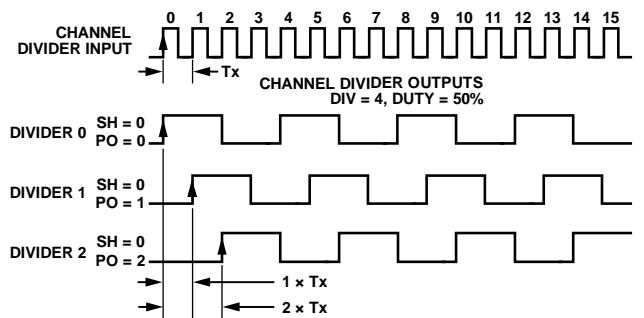 0 1 2 3 4 5 6 7 8 9 10 11 12 13 14 15
CHANNEL
DIVIDER INPUT
Tx
CHANNEL DIVIDER OUTPUTS
DIV = 4, DUTY = 50%
DIVIDER 0 SH = 0
PO = 0
DIVIDER 1 SH = 0
PO = 1
DIVIDER 2 SH = 0
PO = 2
1 × Tx
2 × Tx